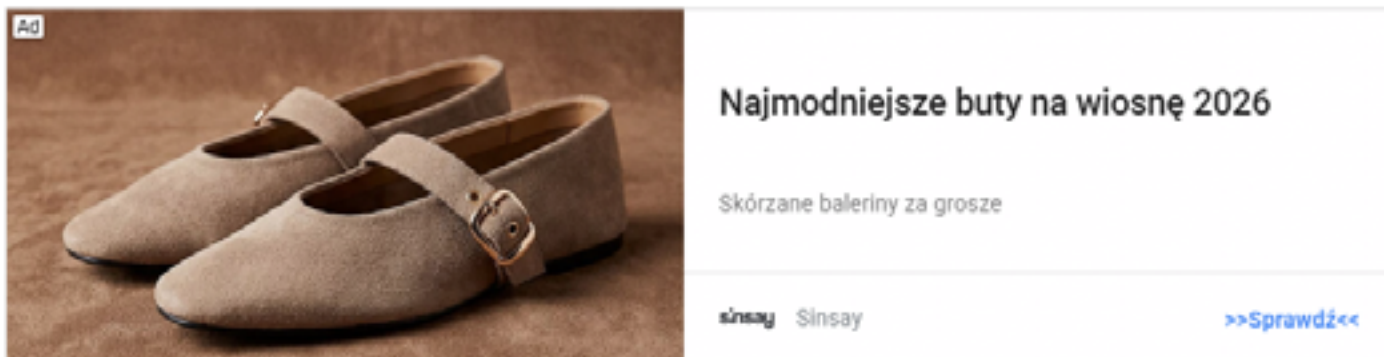 Ad
Najmodniejsze buty na wiosnę 2026
Skórzane baleriny za grosze
sinsay Sinsay
>>Sprawdź<<